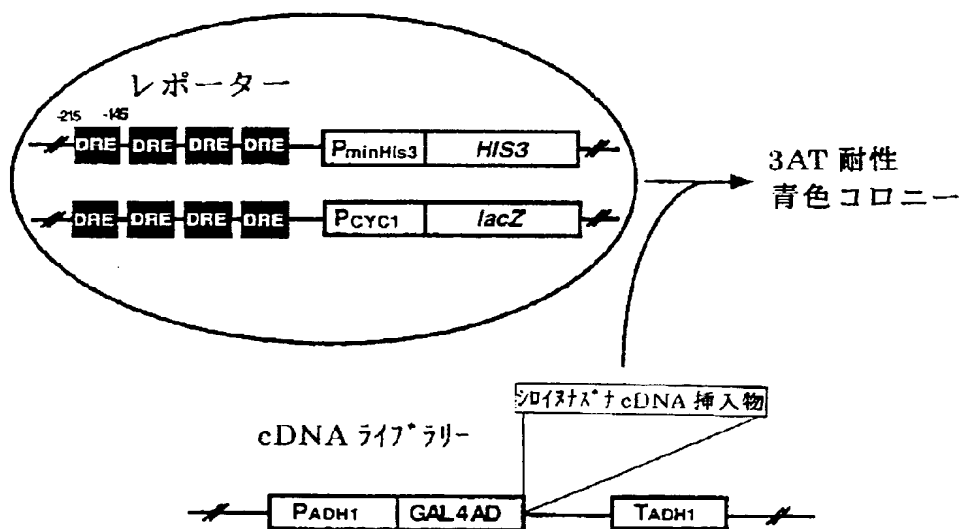 レポーター
-215 -145
DRE DRE DRE DRE PminHis3 HIS3
DRE DRE DRE DRE PCYC1 lacZ
3AT 耐性
青色コロニー
シロイヌナズナ cDNA 挿入物
cDNA ライブラリー
PADH1 GAL4AD TADH1